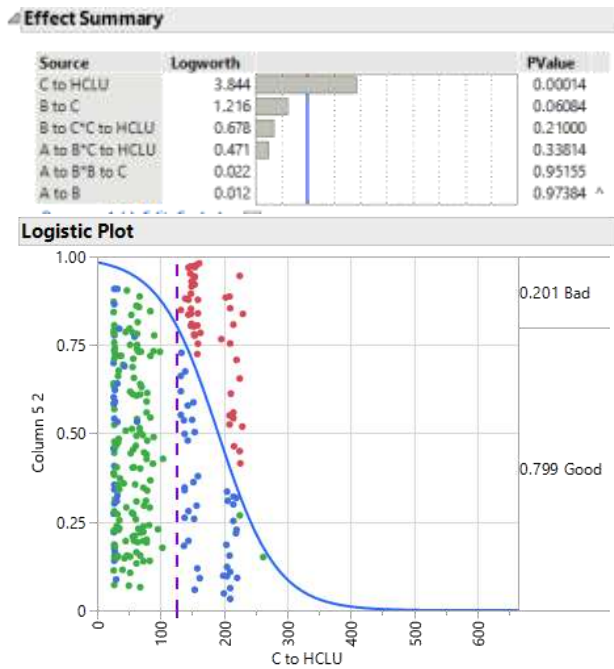 Effect Summary
Source Logworth PValue
C to HCLU 3.844 0.00014
B to C 1.216 0.06084
B to C*C to HCLU 0.678 0.21000
A to B*C to HCLU 0.471 0.33814
A to B*B to C 0.022 0.95155
A to B 0.012 0.97384 ^
Logistic Plot
1.00
0.201 Bad
0.75
Column 5 2
0.50
0.799 Good
0.25
0
0 100 200 300 400 500 600
C to HCLU